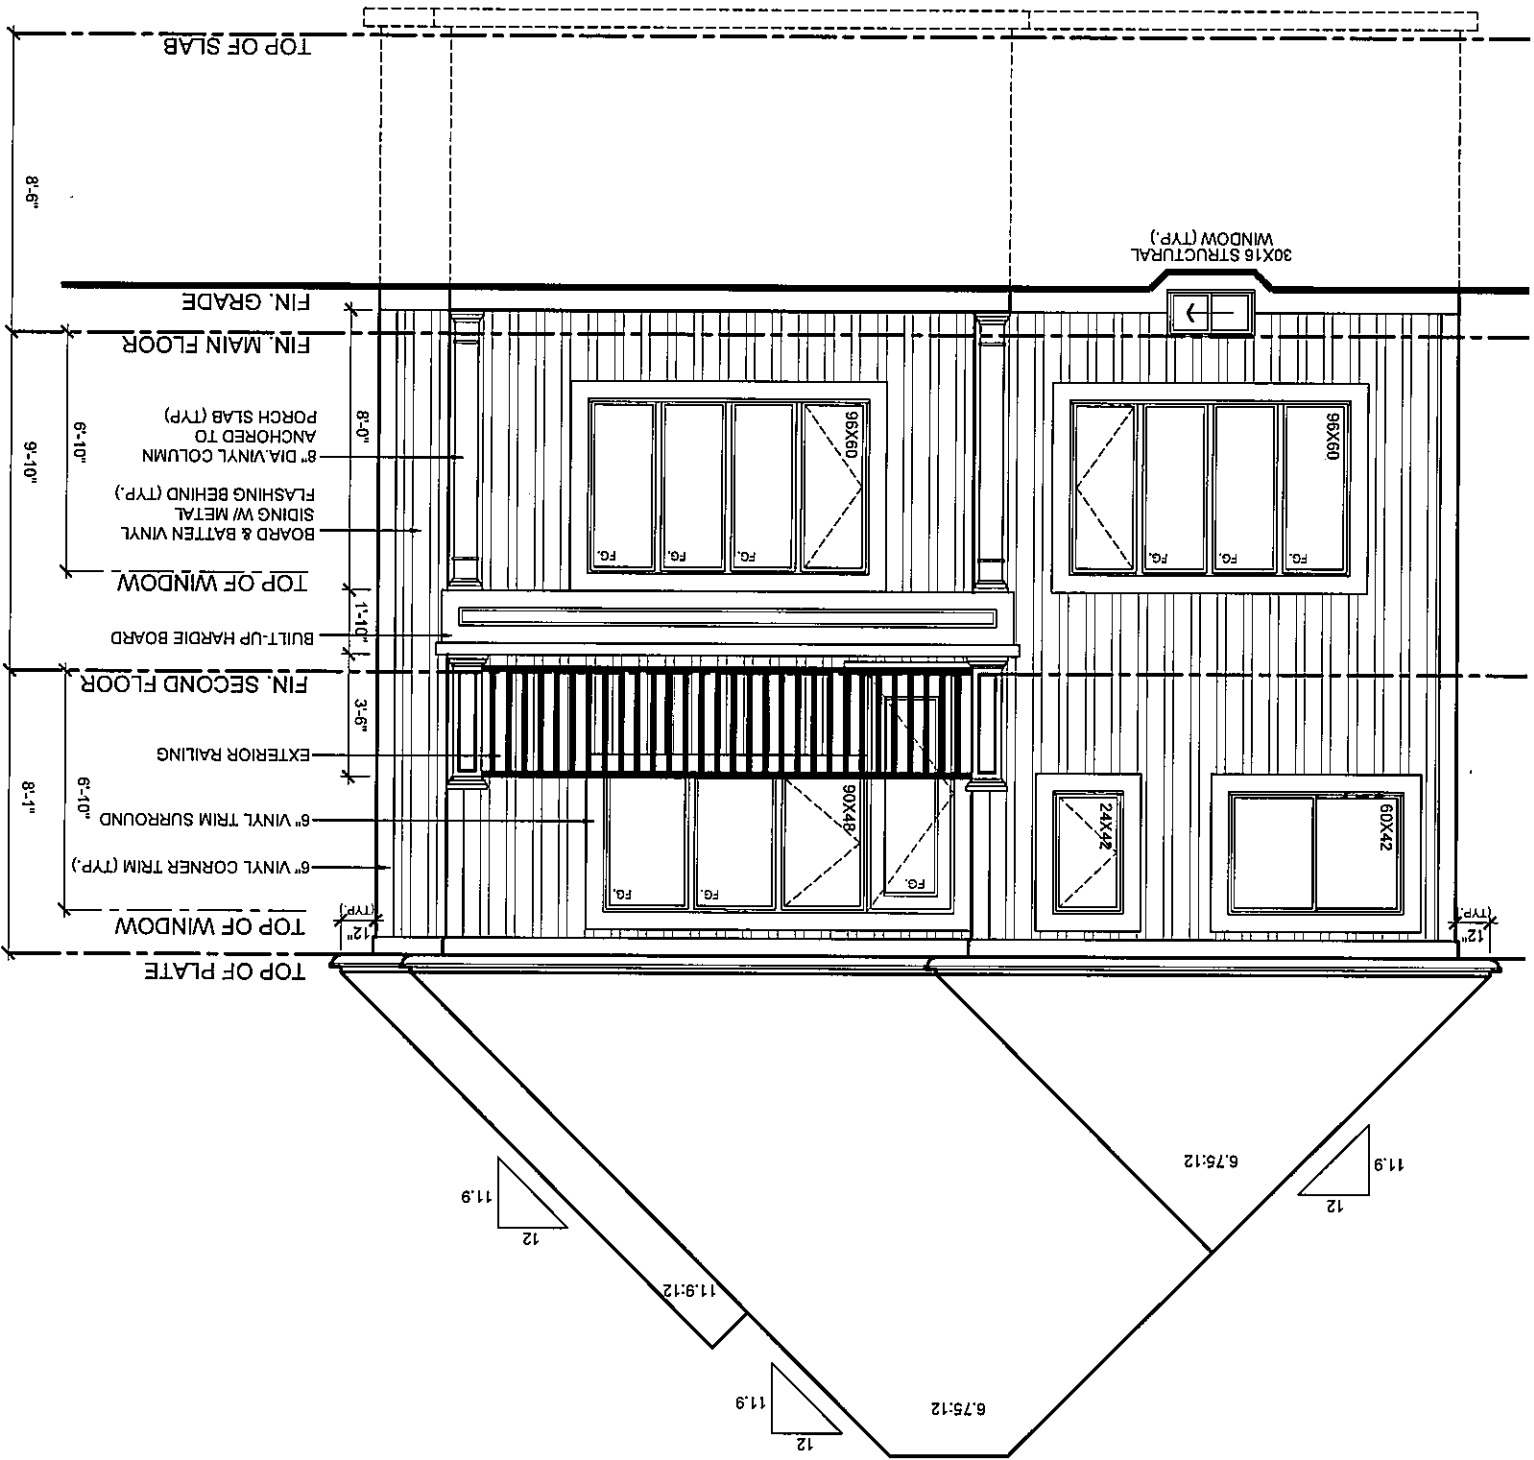 12
11.9
6.75:12
11.9:12
12
11.9
12
11.9
6.75:12
TOP OF PLATE
TOP OF WINDOW
12"
(TYP.)
12"
(TYP.)
6" VINYL CORNER TRIM (TYP.)
6" VINYL TRIM SURROUND
EXTERIOR RAILING
FIN. SECOND FLOOR
8'-1"
6'-10"
3'-6"
60X42
24X42
FG.
90X48
FG.
FG.
BUILT-UP HARDIE BOARD
1'-10"
TOP OF WINDOW
BOARD & BATTEN VINYL
SIDING W/ METAL
FLASHING BEHIND (TYP.)
8" DIA.VINYL COLUMN
ANCHORED TO
PORCH SLAB (TYP)
9'-10"
6'-10"
8'-0"
FG.
FG.
FG.
96X60
FG.
FG.
FG.
96X60
FIN. MAIN FLOOR
FIN. GRADE
30X16 STRUCTURAL
WINDOW (TYP.)
8'-6"
TOP OF SLAB